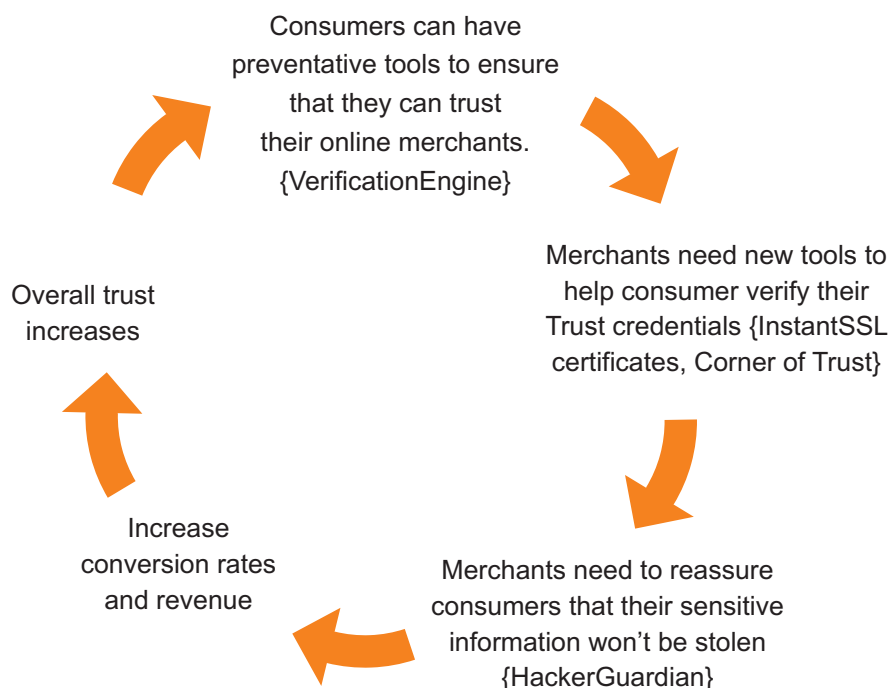 Consumers can have
preventative tools to ensure
that they can trust
their online merchants.
{VerificationEngine}
Merchants need new tools to
help consumer verify their
Trust credentials {InstantSSL
certificates, Corner of Trust}
Merchants need to reassure
consumers that their sensitive
information won’t be stolen
{HackerGuardian}
Increase
conversion rates
and revenue
Overall trust
increases